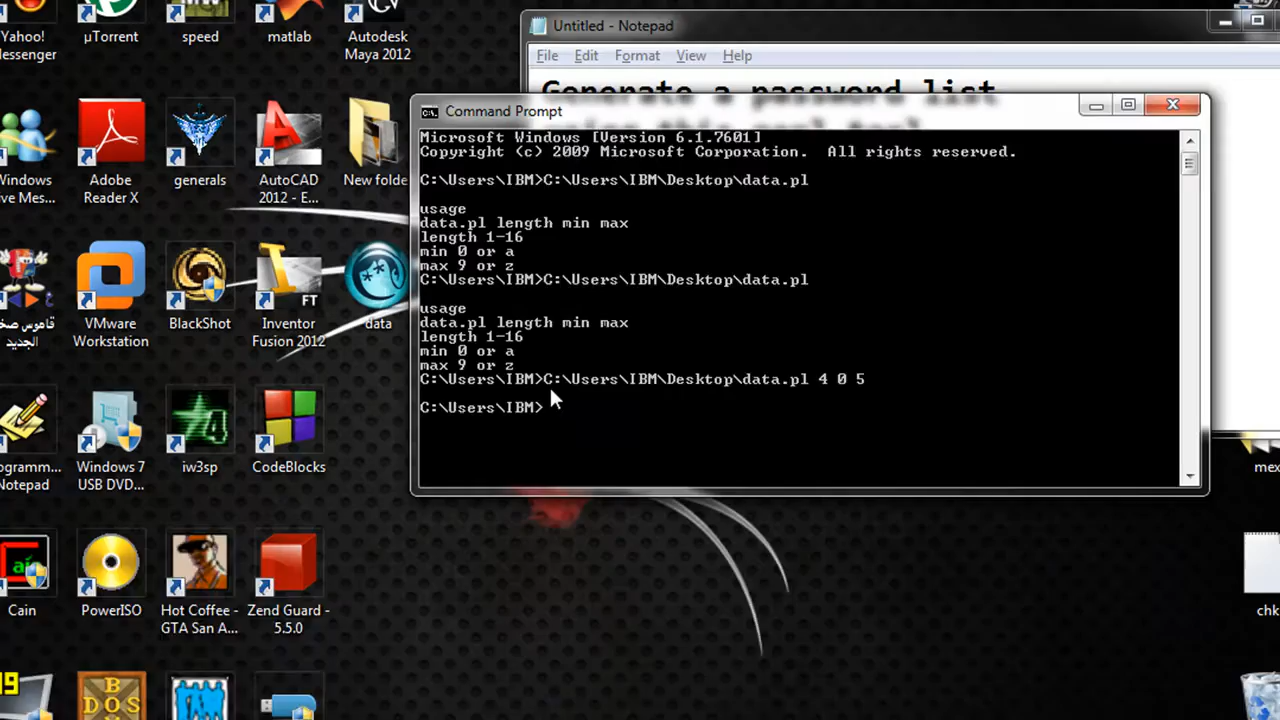 Yahoo!
Messenger
µTorrent
speed
matlab
Autodesk
Maya 2012
Windows
Live Mes...
Adobe
Reader X
generals
AutoCAD
2012 - E...
New folde
VMware
Workstation
BlackShot
Inventor
Fusion 2012
FT
data
الجديد
rogramm...
Notepad
Windows 7
USB DVD...
4
iw3sp
CodeBlocks
Cain
PowerISO
Hot Coffee -
GTA San A...
Zend Guard -
5.5.0
Untitled - Notepad
File Edit Format View Help
Generate a password list
Command Prompt
Microsoft Windows [Version 6.1.7601]
Copyright (c) 2009 Microsoft Corporation. All rights reserved.
C:\Users\IBM>C:\Users\IBM\Desktop\data.pl
usage
data.pl length min max
length 1-16
min 0 or a
max 9 or z
C:\Users\IBM>C:\Users\IBM\Desktop\data.pl
usage
data.pl length min max
length 1-16
min 0 or a
max 9 or z
C:\Users\IBM>C:\Users\IBM\Desktop\data.pl 4 0 5
C:\Users\IBM>
mex
chk